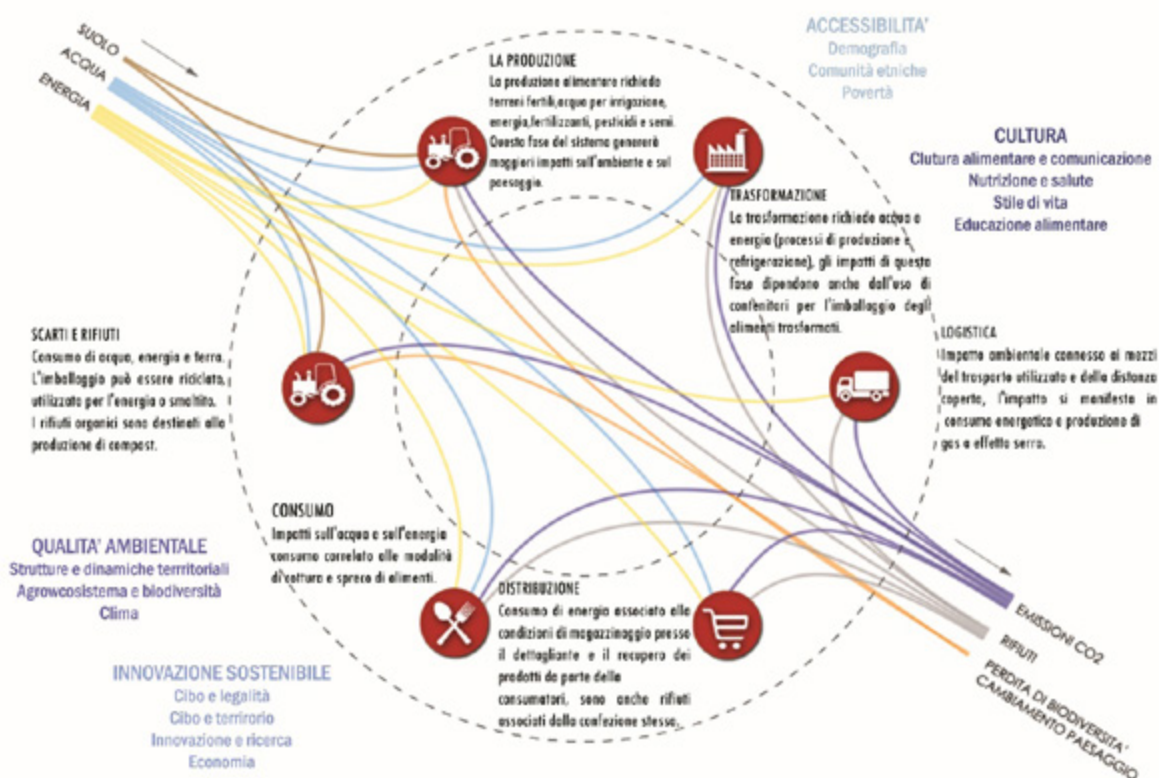 SUOLO
ACQUA
ENERGIA
LA PRODUZIONE
La produzione alimentare richiede
terreni fertili,acqua per irrigazione,
energia,fertilizzanti, pesticidi e semi.
Questa fase del sistema genererà
maggiori impatti sull'ambiente e sul
paesaggio.
ACCESSIBILITA'
Demografia
Comunità etniche
Povertà
CULTURA
Clutura alimentare e comunicazione
Nutrizione e salute
Stile di vita
Educazione alimentare
TRASFORMAZIONE
La trasformazione richiede acqua e
energia (processi di produzione e
refrigerazione), gli impatti di questa
fase dipendono anche dall'uso di
contenitori per l'imballaggio degli
alimenti trasformati.
SCARTI E RIFIUTI
Consumo di acqua, energia e terra.
L'imballaggio può essere riciclato,
utilizzato per l'energia o smaltito.
I rifiuti organici sono destinati alla
produzione di compost.
LOGISTICA
Impatto ambientale connesso ai mezzi
del trasporto utilizzato e della distanza
coperta, l'impatto si manifesta in
consumo energetico e produzione di
gas a effetto serra.
CONSUMO
Impatti sull'acqua e sull'energia
consumo correlato alle modalità
di cottura e spreco di alimenti.
QUALITA' AMBIENTALE
Strutture e dinamiche terrritoriali
Agrowcosistema e biodiversità
Clima
DISTRIBUZIONE
Consumo di energia associato alle
condizioni di magazzinaggio presso
il dettagliante e il recupero dei
prodotti da parte della
consumatori, sono anche rifiuti
associati dalla confezione stessa.
INNOVAZIONE SOSTENIBILE
Cibo e legalità
Cibo e terrirorio
Innovazione e ricerca
Economia
EMISSIONI CO2
RIFIUTI
PERDITA DI BIODIVERSITA'
CAMBIAMENTO PAESAGGIO